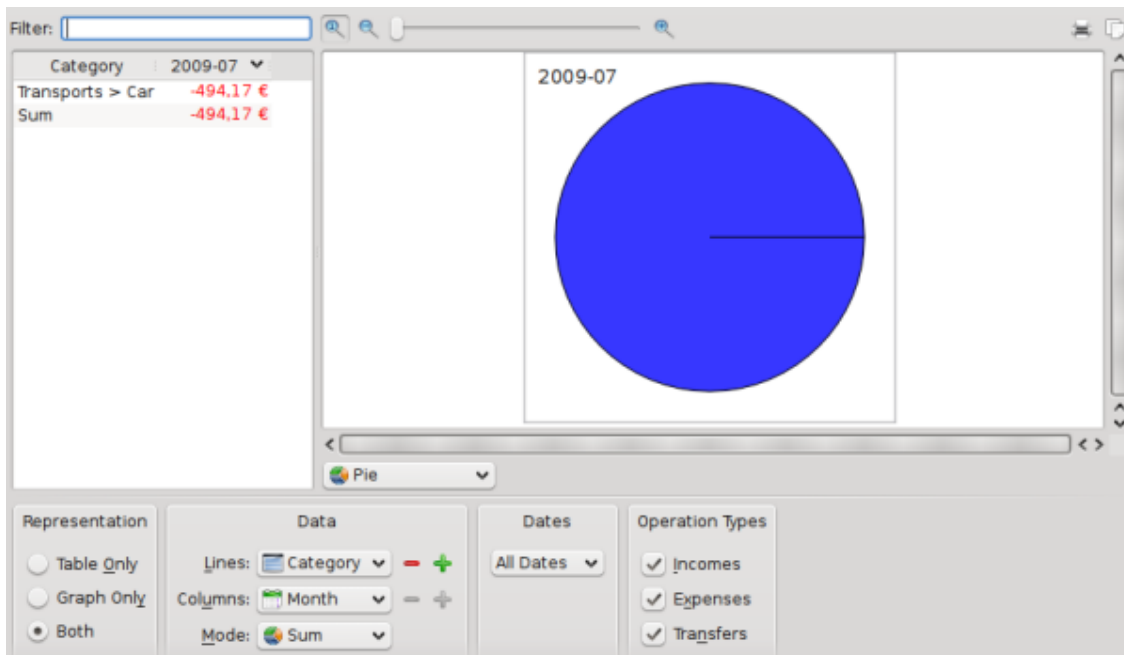 Filter:
Category 2009-07
Transports > Car -494,17 €
Sum -494,17 €
2009-07
Pie
Representation
Table Only
Graph Only
Both
Data
Lines: Category
Columns: Month
Mode: Sum
Dates
All Dates
Operation Types
Incomes
Expenses
Transfers